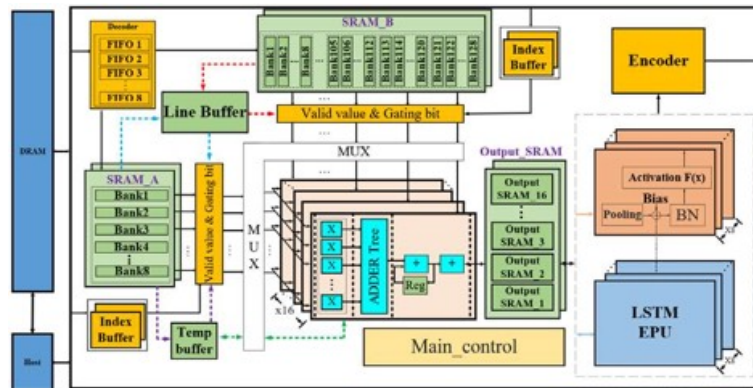 Decoder
FIFO 1
FIFO 2
FIFO 3
FIFO 8
SRAM_B
Bank1
Bank2
Bank8
Bank105
Bank106
Bank112
Bank113
Bank114
Bank120
Bank121
Bank122
Bank128
Index
Buffer
Encoder
Line Buffer
Valid value & Gating bit
DRAM
MUX
SRAM_A
Bank1
Bank2
Bank3
Bank4
Bank8
Valid value & Gating bit
MUX
X
X
X
X
ADDER Tree
+
+
Reg
x16
Output_SRAM
Output
SRAM_16
Output
SRAM_3
Output
SRAM_2
Output
SRAM_1
Activation F(x)
Bias
Pooling
+
BN
LSTM
EPU
Index
Buffer
Temp
buffer
Main_control
Host